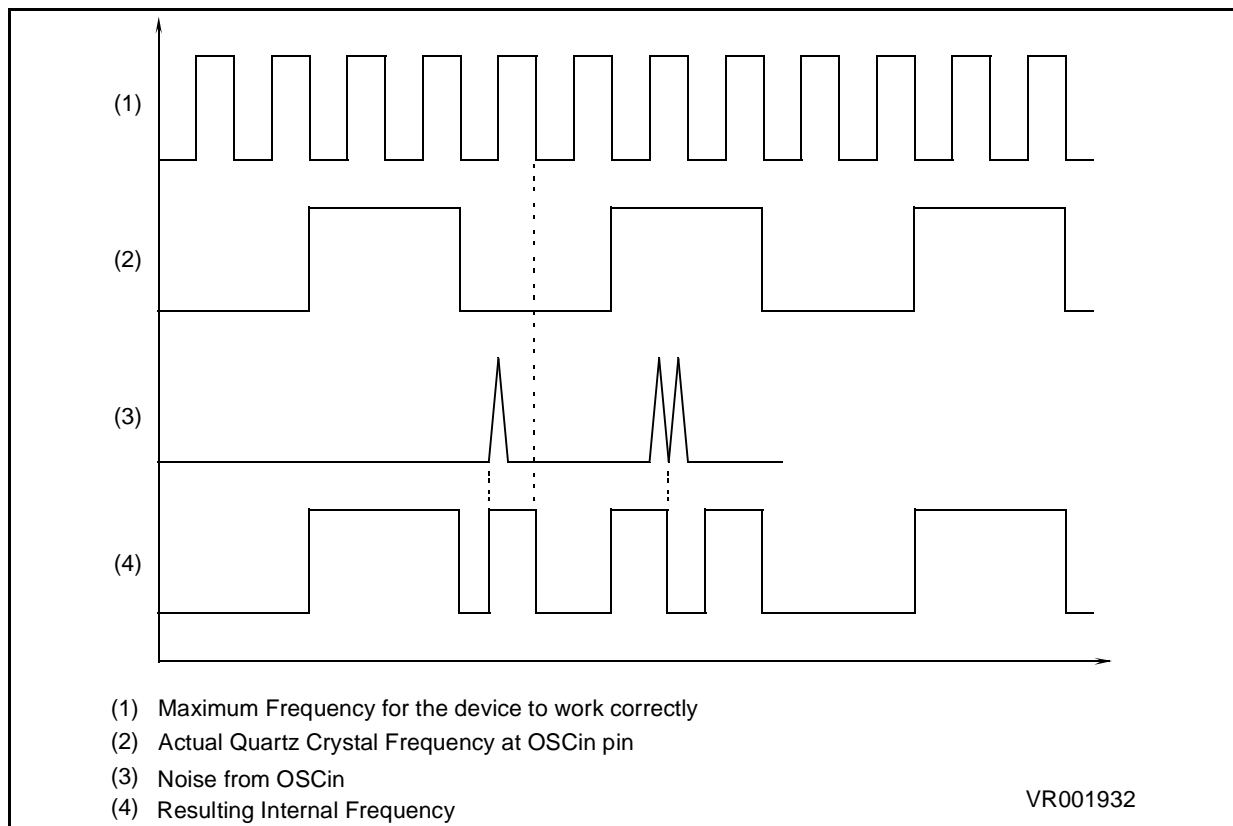 (1)
(2)
(3)
(4)
(1) Maximum Frequency for the device to work correctly
(2) Actual Quartz Crystal Frequency at OSCin pin
(3) Noise from OSCin
(4) Resulting Internal Frequency
VR001932